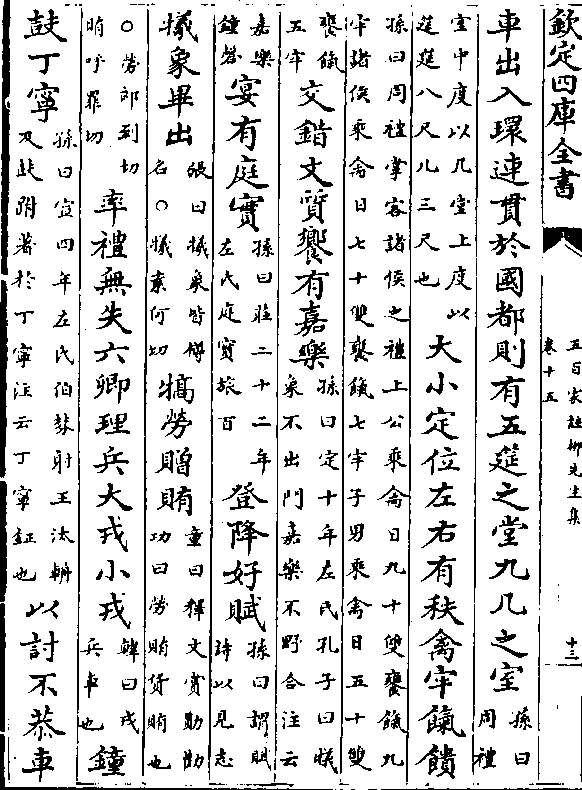 欽定四庫全書
五百家註柳先生集
卷十五
十三
車出入環連貫於國都則有五筵之堂九几之室孫曰周禮
室中度以几堂上度以筵筵八尺几三尺也大小定位左右有秩禽牢餼饋
孫曰周禮掌客諸侯之禮上公乘禽日九十雙饔餼九
牢諸侯乘禽日七十雙饔餼七牢子男乘禽日五十雙
饔餼五牢交錯文質饗有嘉樂孫曰定十年左氏孔子曰犧象不出門嘉樂不野合注云
嘉樂鐘磬宴有庭實孫曰莊二十二年左氏庭實旅百登降好賦孫曰謂賦詩以見志
犧象畢出張曰犧象皆樽名○犧素何切犒勞贈賄童曰釋文賞勛勛功曰勞賄貨賄也
○勞郎到切賄呼罪切率禮無失六卿理兵大戎小戎韓曰戎兵車也鐘
鼓丁寧孫曰宣四年左氏伯棼射王汰輈及鼓跗著於丁寧注云丁寧鉦也以討不恭車